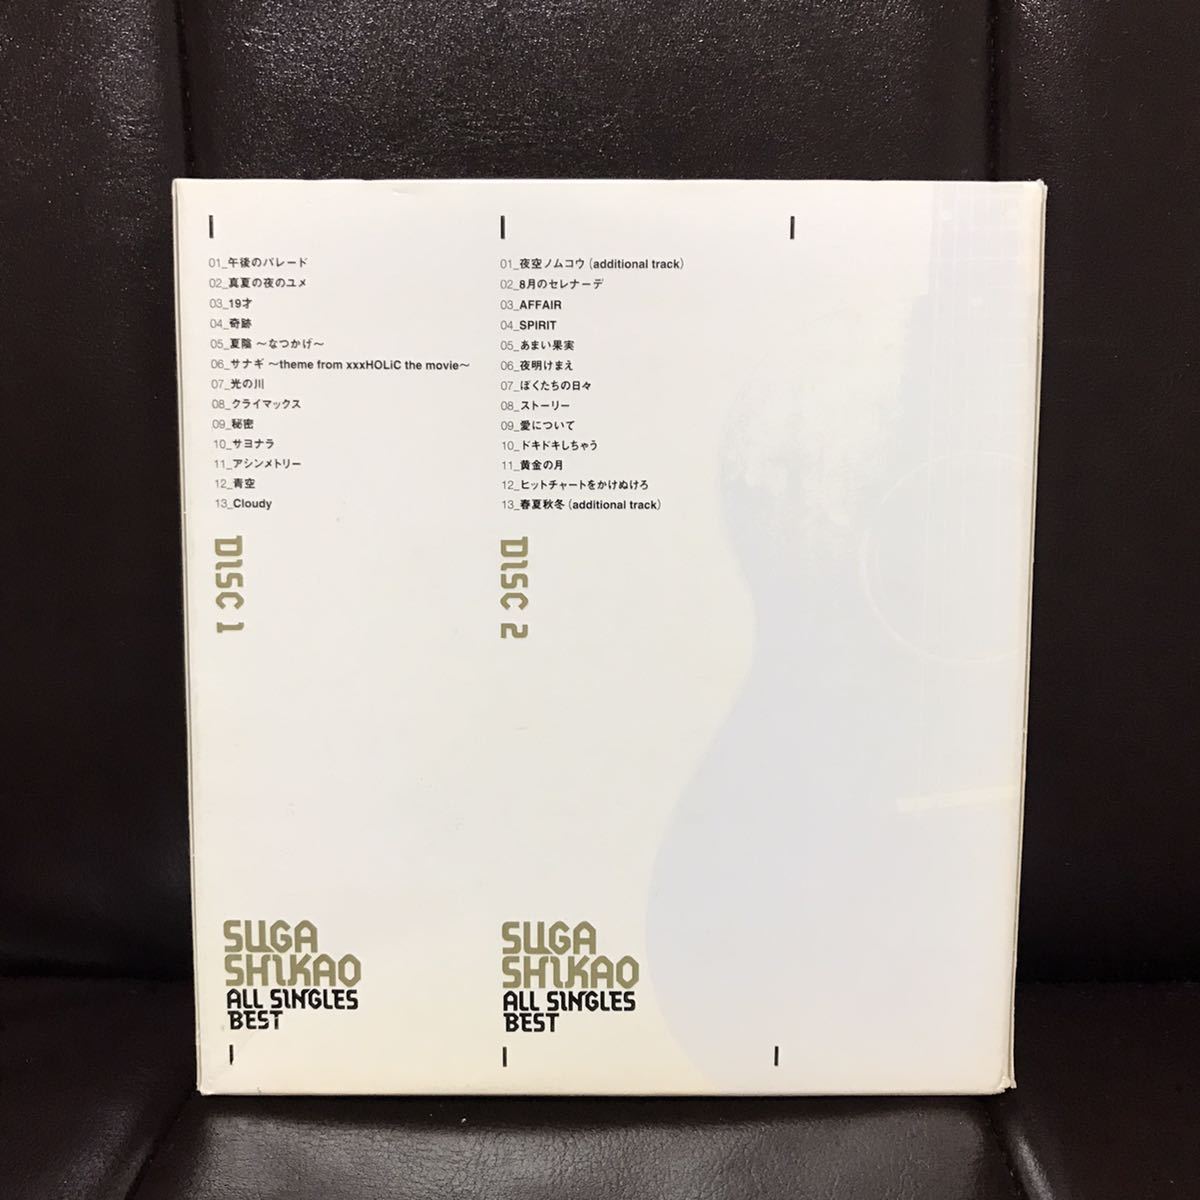 01_午後のパレード
02_真夏の夜のユメ
03_19才
04_奇跡
05_夏陰 〜なつかげ〜
06_サナギ 〜theme from xxxHOLiC the movie〜
07_光の川
08_クライマックス
09_秘密
10_サヨナラ
11_アシンメトリー
12_青空
13_Cloudy
DISC 1
SUGA
SHIKAO
ALL SINGLES
BEST
01_夜空ノムコウ (additional track)
02_8月のセレナーデ
03_AFFAIR
04_SPIRIT
05_あまい果実
06_夜明けまえ
07_ぼくたちの日々
08_ストーリー
09_愛について
10_ドキドキしちゃう
11_黄金の月
12_ヒットチャートをかけぬけろ
13_春夏秋冬 (additional track)
DISC 2
SUGA
SHIKAO
ALL SINGLES
BEST